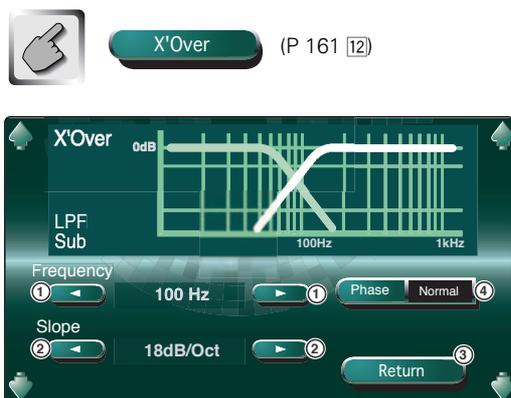 X'Over (P 161 12)
X'Over
0dB
LPF
Sub
100Hz 1kHz
Frequency
① ◄ 100 Hz ► ① Phase Normal ④
Slope
② ◄ 18dB/Oct ► ② Return ③